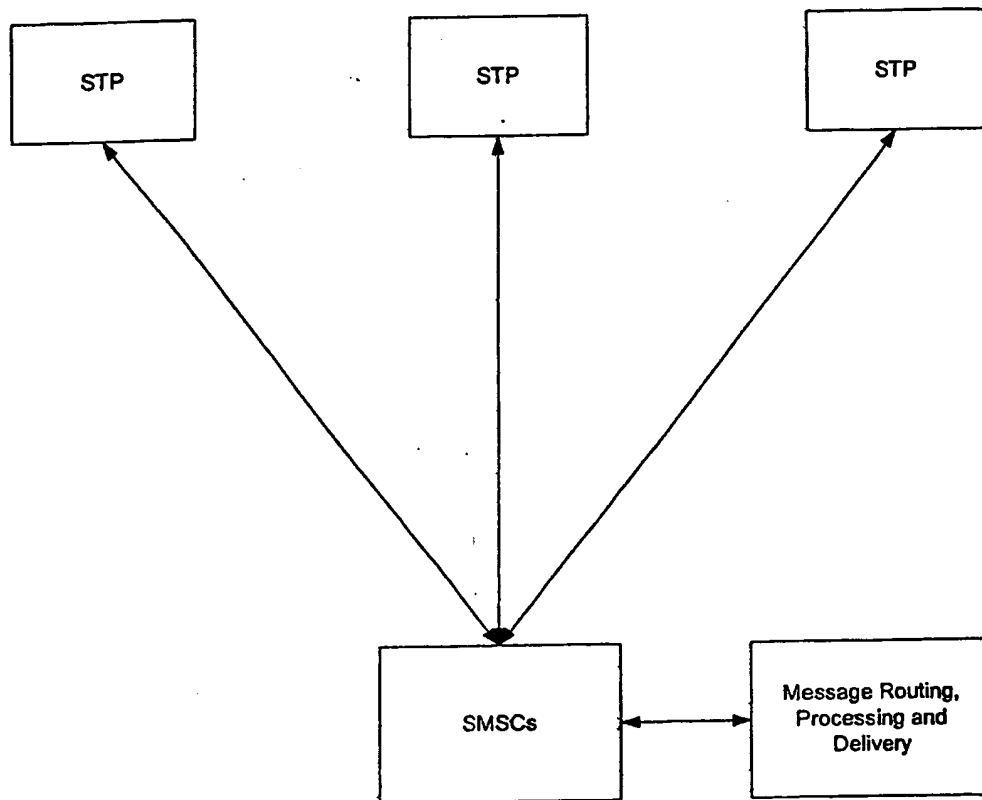 STP
STP
STP
SMSCs
Message Routing,
Processing and
Delivery